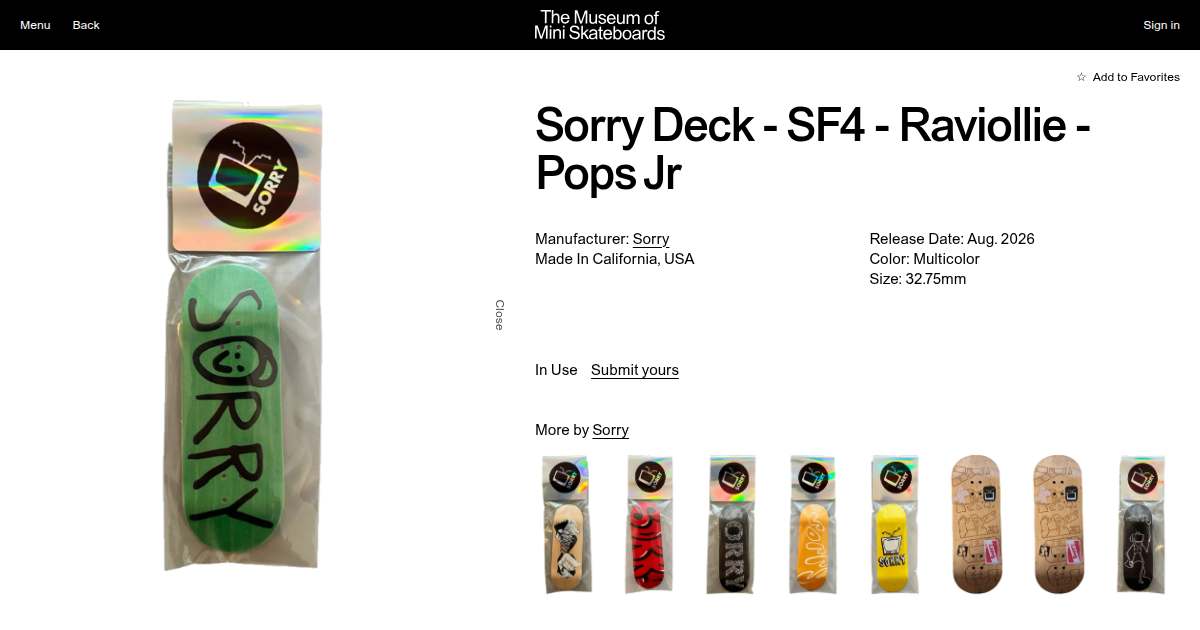 Menu
Back
The Museum of
Mini Skateboards
Sign in
☆ Add to Favorites
SORRY
SORRY
Close
Sorry Deck - SF4 - Raviollie -
Pops Jr
Manufacturer: Sorry
Made In California, USA
Release Date: Aug. 2026
Color: Multicolor
Size: 32.75mm
In Use
Submit yours
More by Sorry
SORRY
SORRY